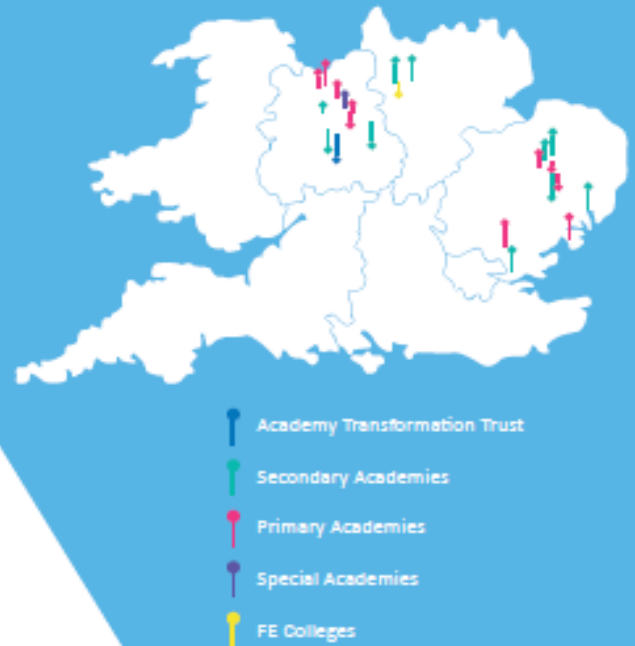 Academy Transformation Trust
Secondary Academies
Primary Academies
Special Academies
FE Colleges